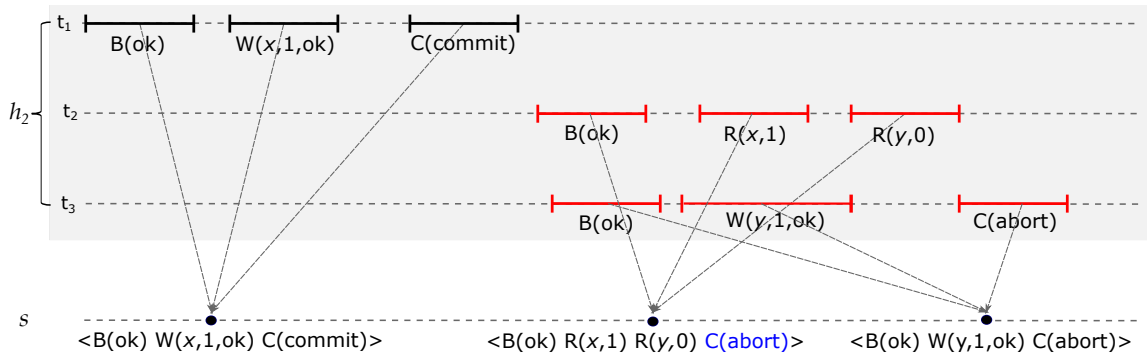 t₁
B(ok) W(x,1,ok) C(commit)
h₂
t₂
B(ok) R(x,1) R(y,0)
t₃
B(ok) W(y,1,ok) C(abort)
s
<B(ok) W(x,1,ok) C(commit)> <B(ok) R(x,1) R(y,0) C(abort)> <B(ok) W(y,1,ok) C(abort)>